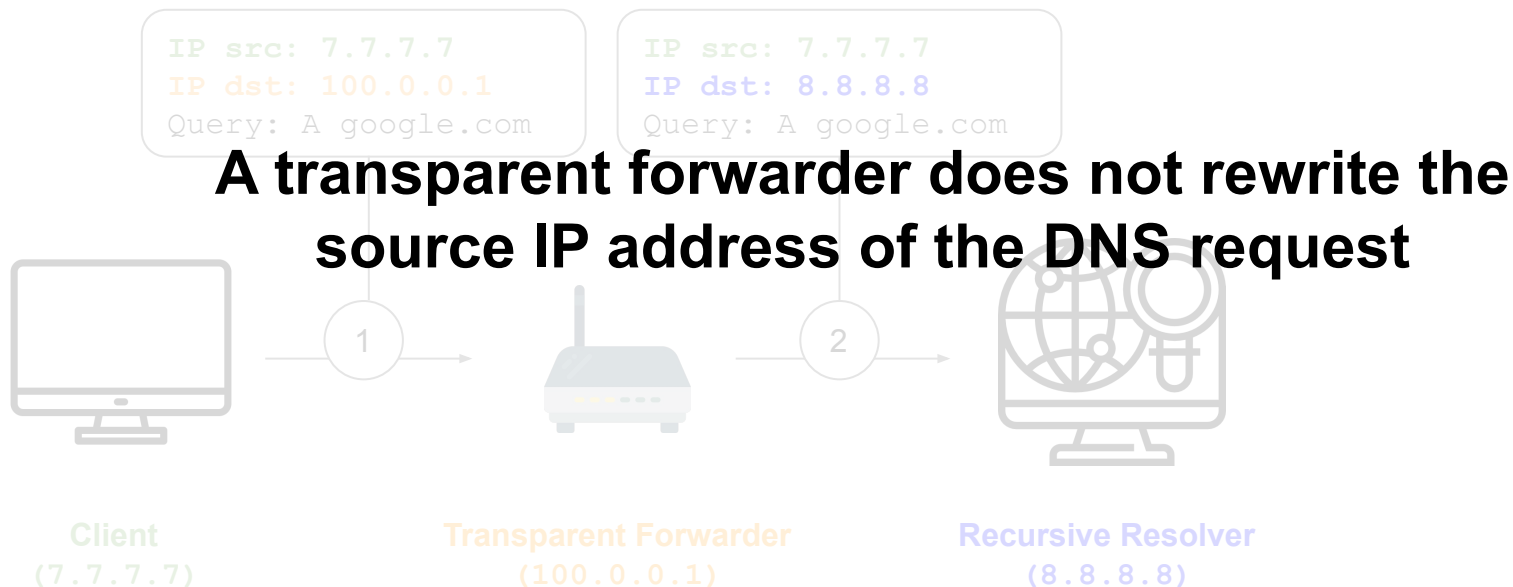 IP src: 7.7.7.7
IP dst: 100.0.0.1
Query: A google.com
IP src: 7.7.7.7
IP dst: 8.8.8.8
Query: A google.com
A transparent forwarder does not rewrite the
source IP address of the DNS request
1
2
Client
(7.7.7.7)
Transparent Forwarder
(100.0.0.1)
Recursive Resolver
(8.8.8.8)